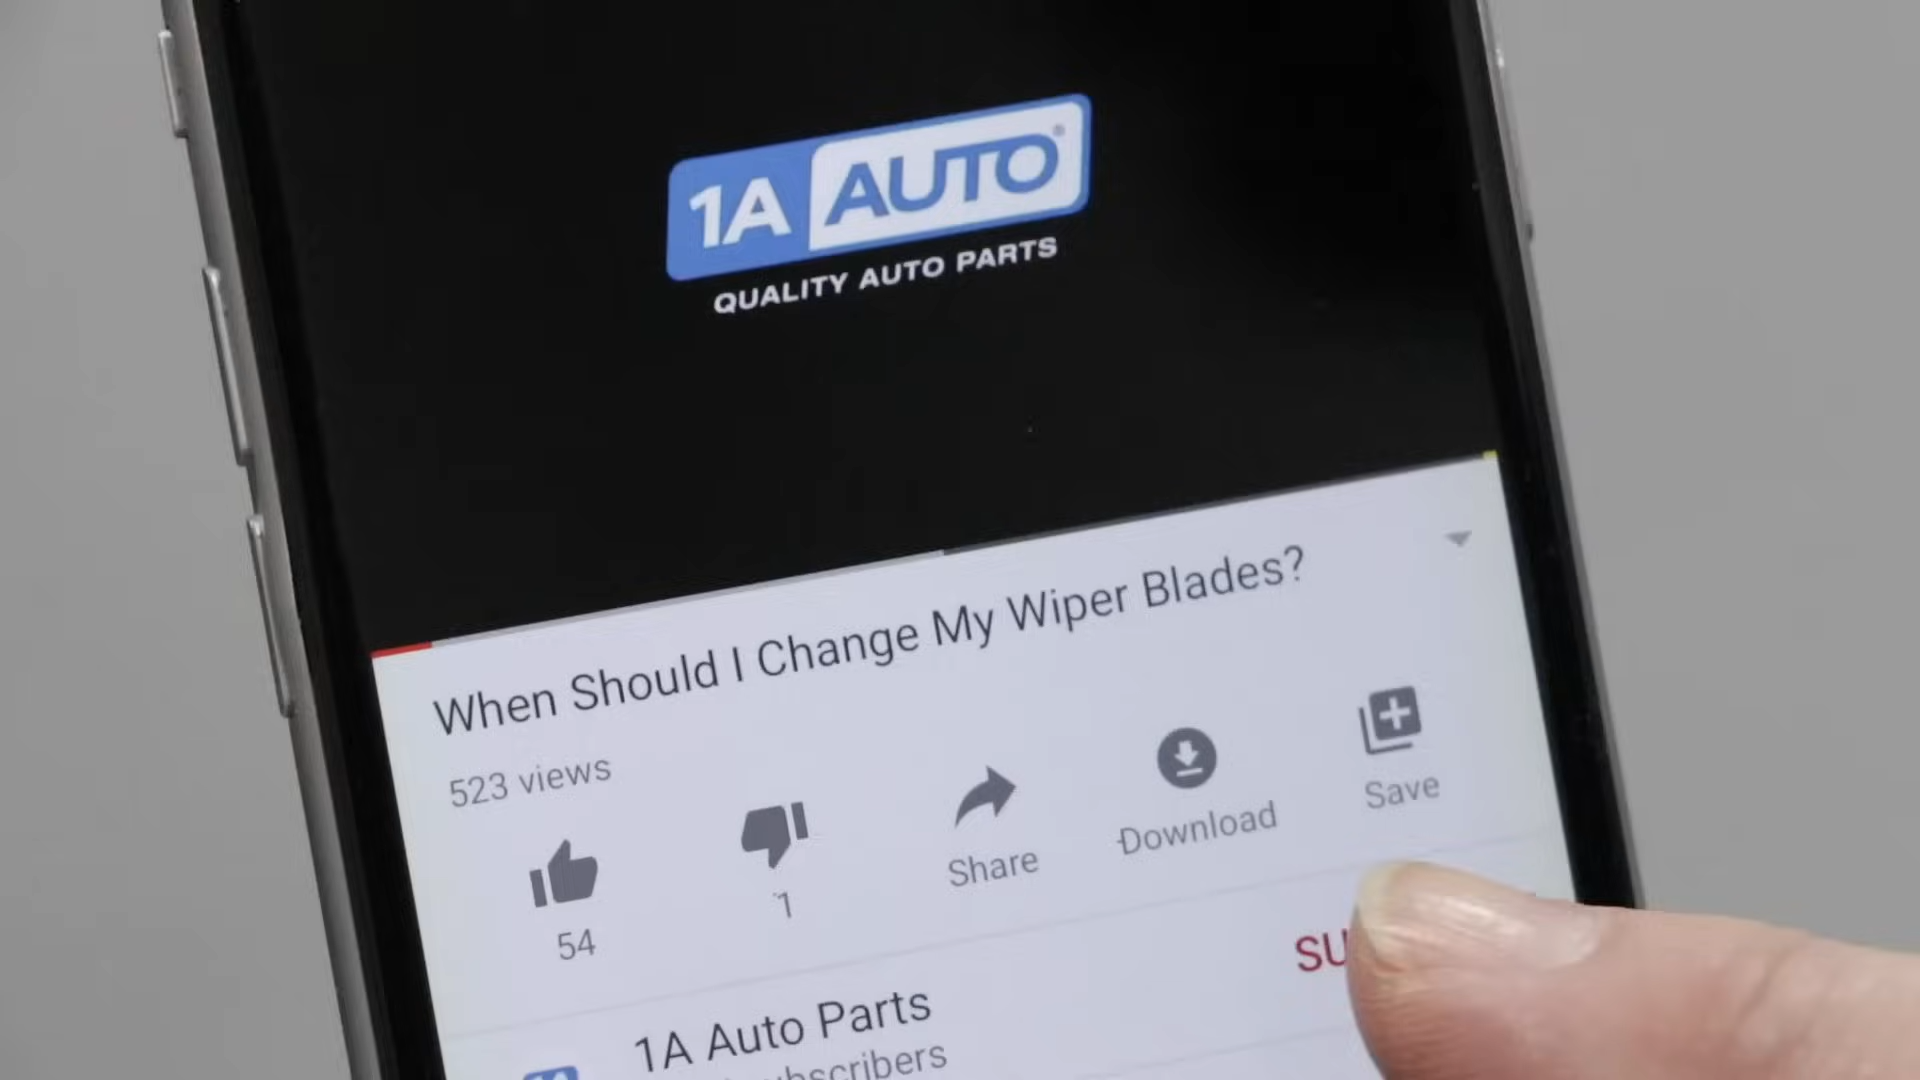 1A AUTO®
QUALITY AUTO PARTS
When Should I Change My Wiper Blades?
523 views
54
1
Share
Download
Save
1A Auto Parts